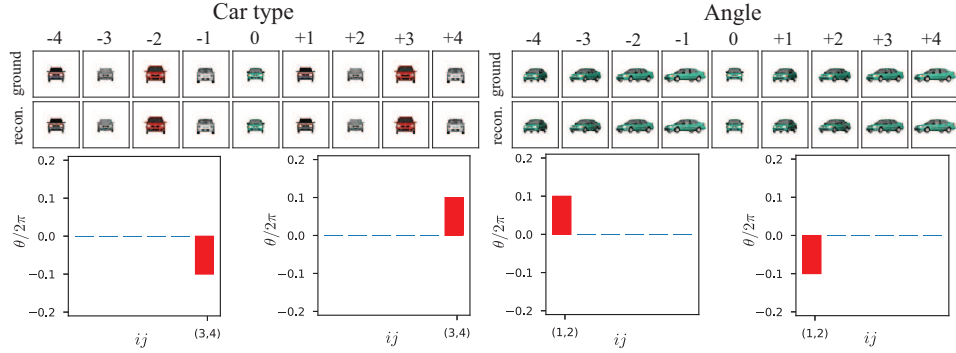 Car type
Angle
-4 -3 -2 -1 0 +1 +2 +3 +4
-4 -3 -2 -1 0 +1 +2 +3 +4
ground
ground
recon.
recon.
0.2
0.1
0.0
−0.1
−0.2
θ/2π
(3,4)
ij
0.2
0.1
0.0
−0.1
−0.2
θ/2π
(3,4)
ij
0.2
0.1
0.0
−0.1
−0.2
θ/2π
(1,2)
ij
0.2
0.1
0.0
−0.1
−0.2
θ/2π
(1,2)
ij